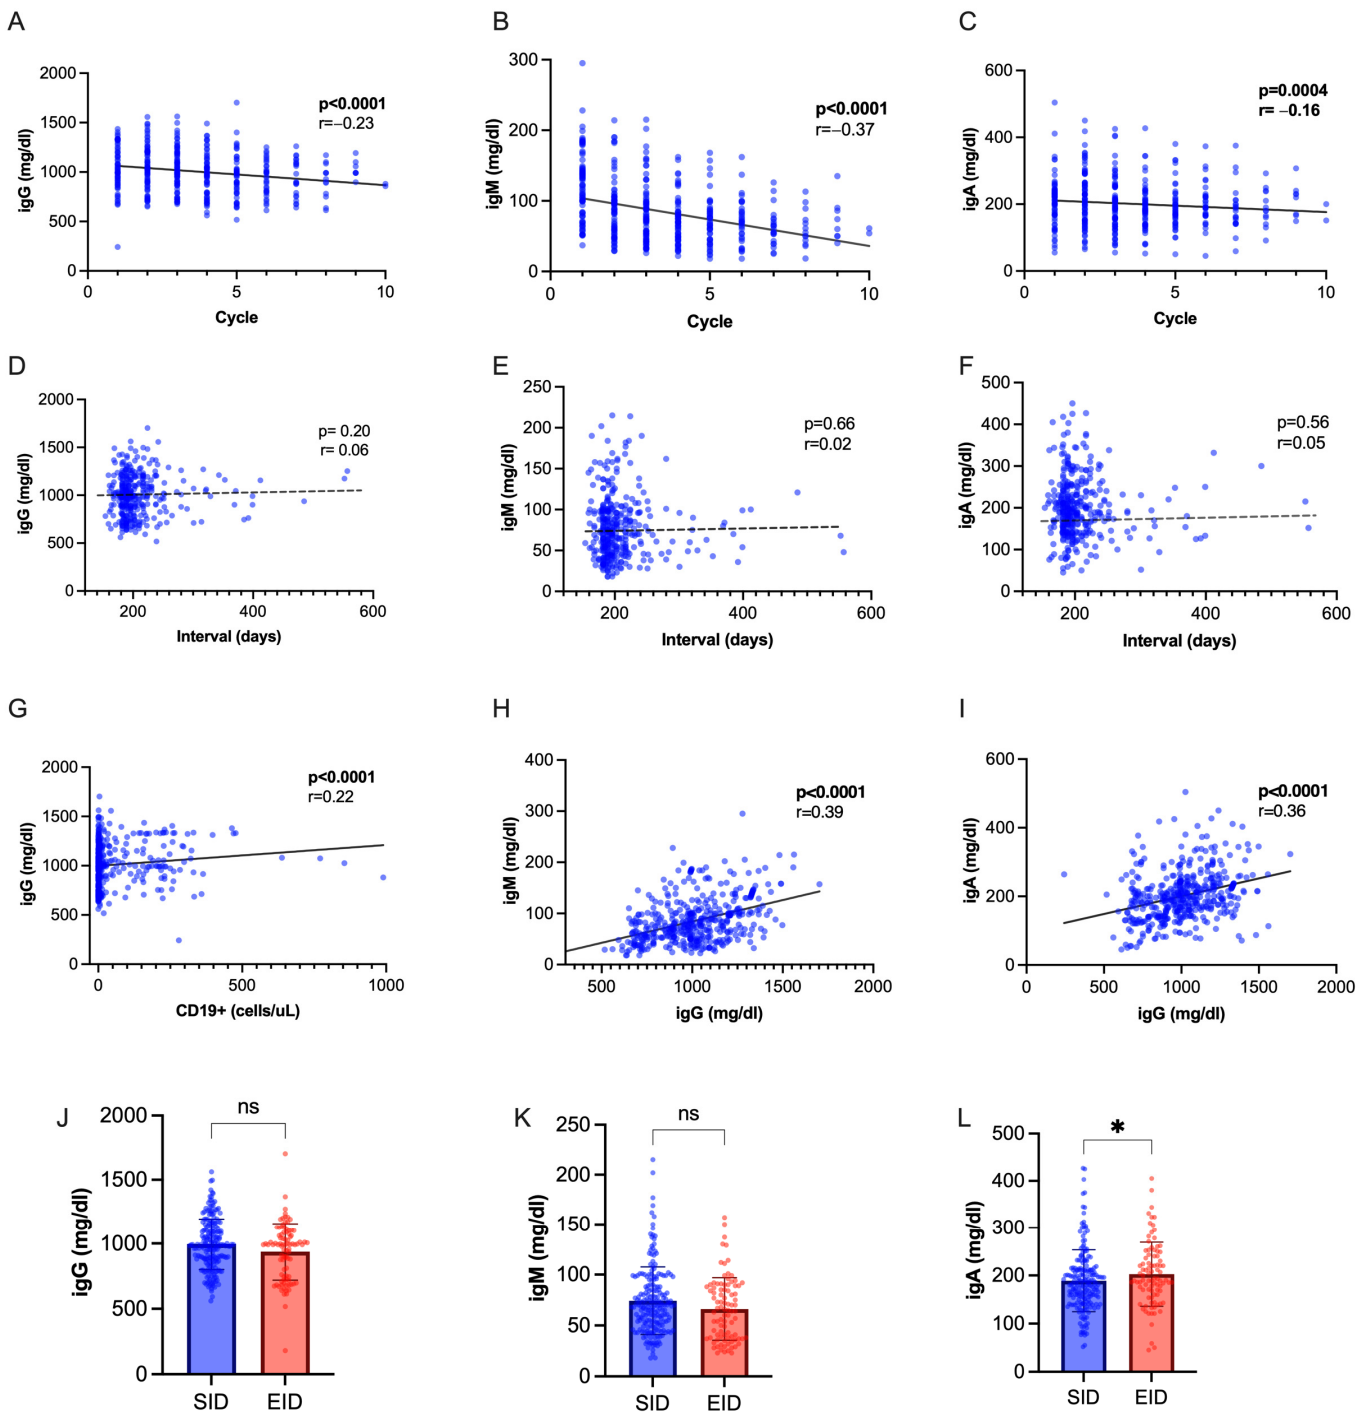 A
igG (mg/dl)
2000
1500
1000
500
0
p<0.0001
r=−0.23
0
5
10
Cycle
B
igM (mg/dl)
300
200
100
0
p<0.0001
r=−0.37
0
5
10
Cycle
C
igA (mg/dl)
600
400
200
0
p=0.0004
r= −0.16
0
5
10
Cycle
D
igG (mg/dl)
2000
1500
1000
500
0
p= 0.20
r= 0.06
200
400
600
Interval (days)
E
igM (mg/dl)
250
200
150
100
50
0
p=0.66
r=0.02
200
400
600
Interval (days)
F
igA (mg/dl)
500
400
300
200
100
0
p=0.56
r=0.05
200
400
600
Interval (days)
G
igG (mg/dl)
2000
1500
1000
500
0
p<0.0001
r=0.22
0
500
1000
CD19+ (cells/uL)
H
igM (mg/dl)
400
300
200
100
0
p<0.0001
r=0.39
500
1000
1500
2000
igG (mg/dl)
I
igA (mg/dl)
600
400
200
0
p<0.0001
r=0.36
0
500
1000
1500
2000
igG (mg/dl)
J
igG (mg/dl)
2000
1500
1000
500
0
ns
SID
EID
K
igM (mg/dl)
250
200
150
100
50
0
ns
SID
EID
L
igA (mg/dl)
500
400
300
200
100
0
*
SID
EID